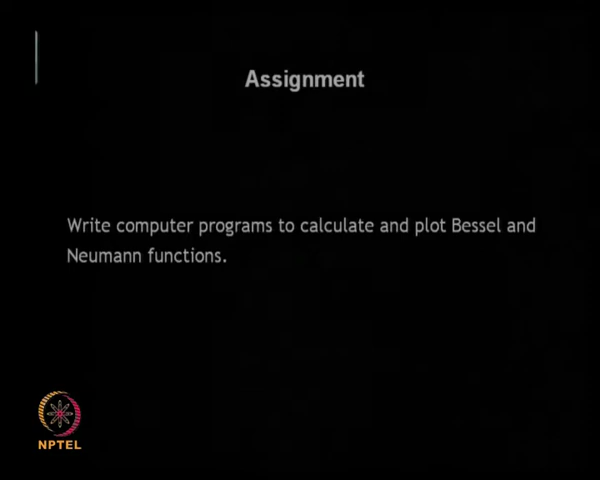 Assignment
Write computer programs to calculate and plot Bessel and
Neumann functions.
NPTEL